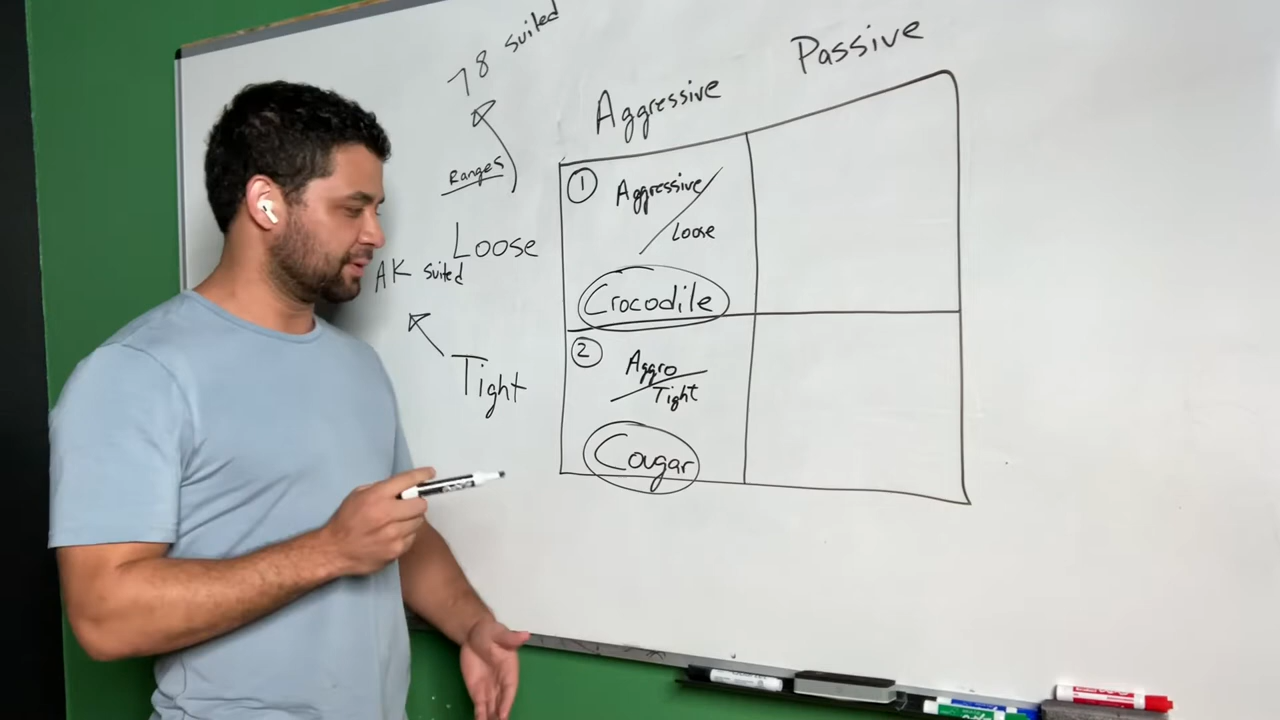 78 suited
Ranges
Loose
AK suited
Tight
Aggressive
Passive
1
Aggressive/
Loose
Crocodile
2
Aggro
Tight
Cougar